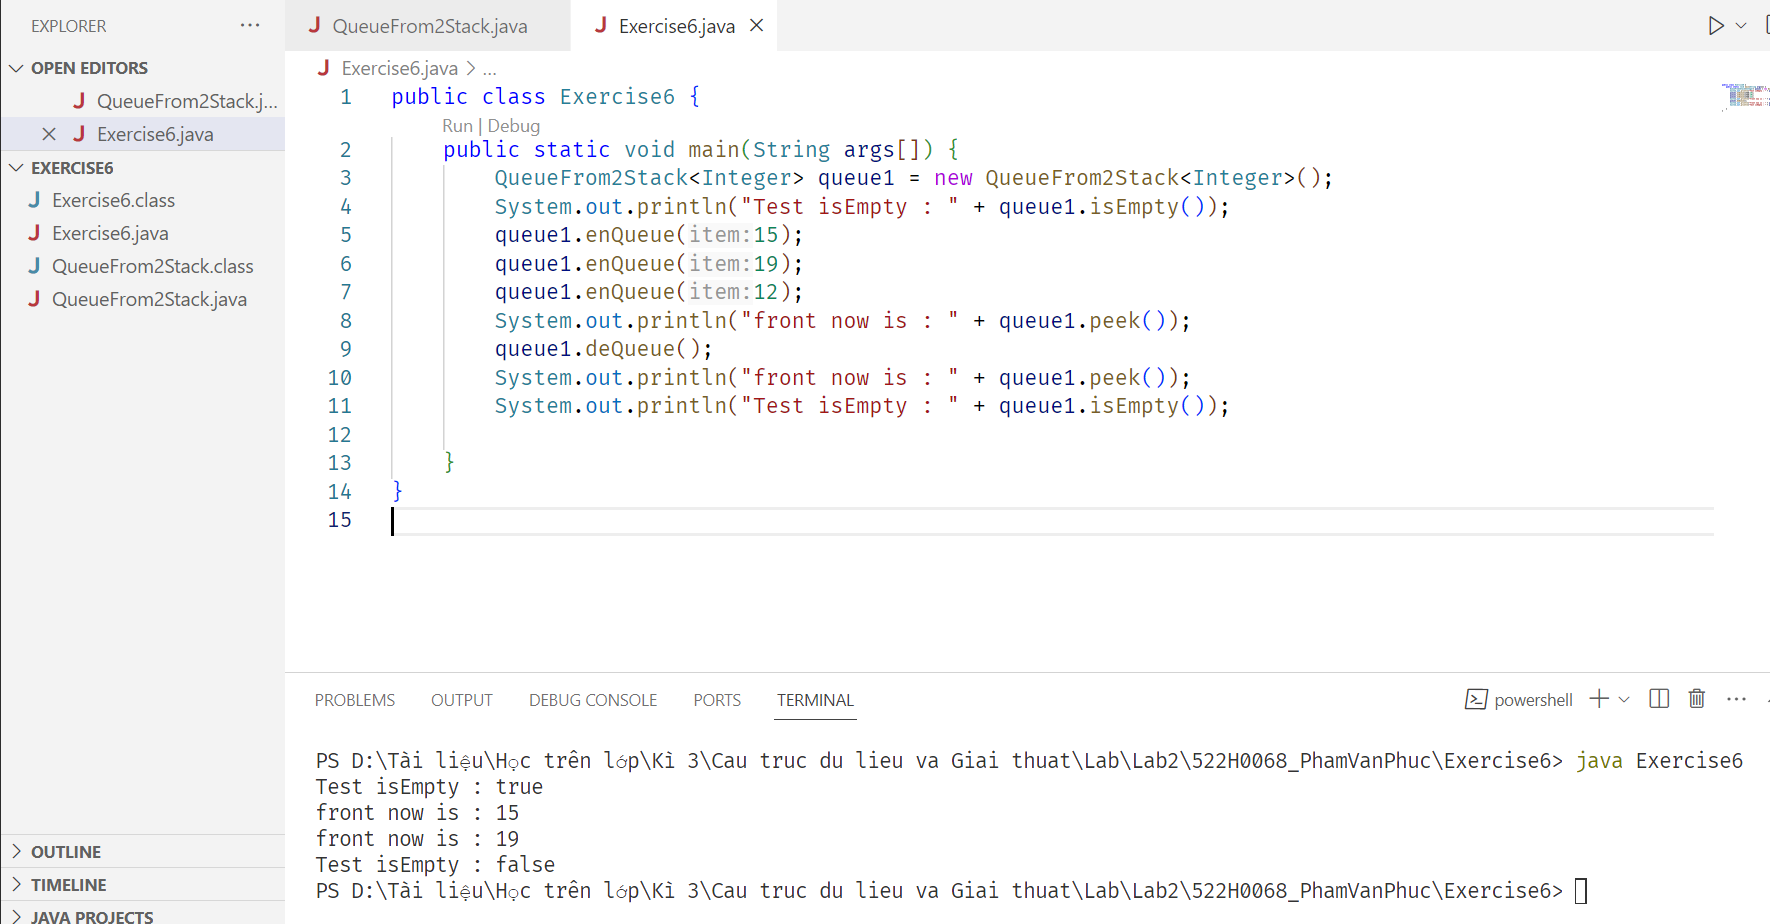 EXPLORER ...
OPEN EDITORS
J QueueFrom2Stack.j...
J Exercise6.java
EXERCISE6
J Exercise6.class
J Exercise6.java
J QueueFrom2Stack.class
J QueueFrom2Stack.java
OUTLINE
TIMELINE
JAVA PROJECTS
J QueueFrom2Stack.java
J Exercise6.java
J Exercise6.java > ...
1 public class Exercise6 {
Run | Debug
2 public static void main(String args[]) {
3 QueueFrom2Stack<Integer> queue1 = new QueueFrom2Stack<Integer>();
4 System.out.println("Test isEmpty : " + queue1.isEmpty());
5 queue1.enQueue(item:15);
6 queue1.enQueue(item:19);
7 queue1.enQueue(item:12);
8 System.out.println("front now is : " + queue1.peek());
9 queue1.deQueue();
10 System.out.println("front now is : " + queue1.peek());
11 System.out.println("Test isEmpty : " + queue1.isEmpty());
12
13 }
14 }
15
PROBLEMS OUTPUT DEBUG CONSOLE PORTS TERMINAL powershell
PS D:\Tài liệu\Học trên lớp\Kì 3\Cau truc du lieu va Giai thuat\Lab\Lab2\522H0068_PhamVanPhuc\Exercise6> java Exercise6
Test isEmpty : true
front now is : 15
front now is : 19
Test isEmpty : false
PS D:\Tài liệu\Học trên lớp\Kì 3\Cau truc du lieu va Giai thuat\Lab\Lab2\522H0068_PhamVanPhuc\Exercise6>